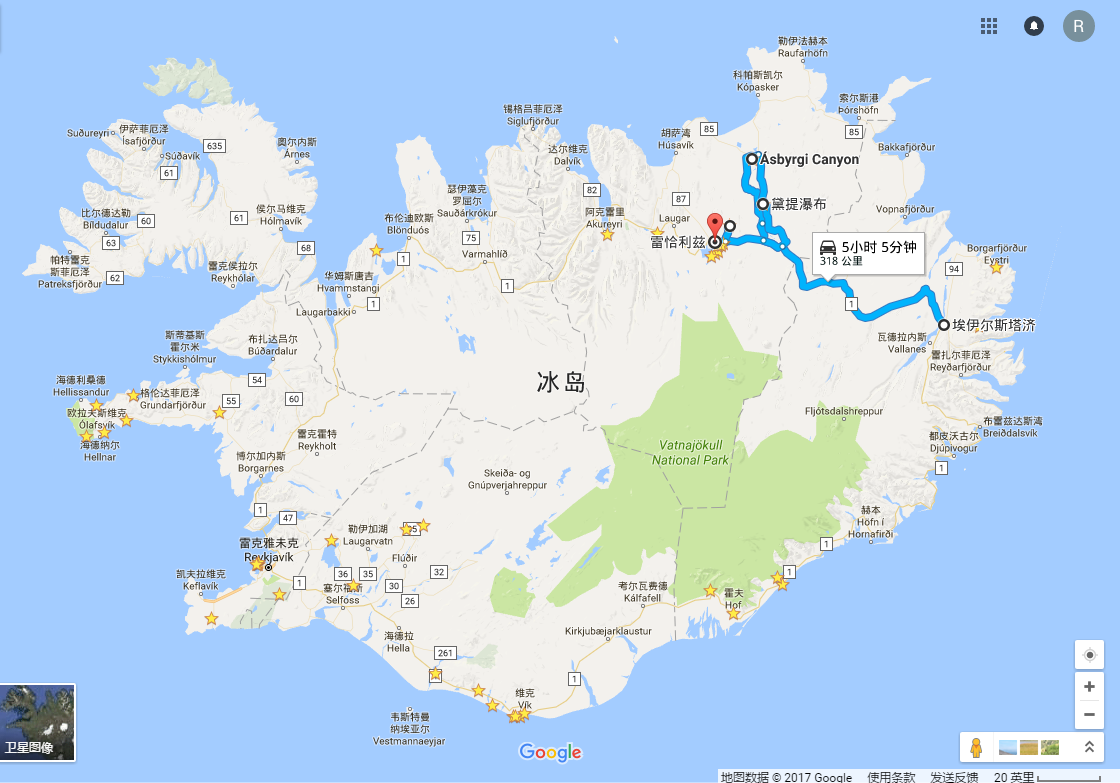 R
勒伊法赫本
Raufarhöfn
科帕斯凯尔
Kópasker
索尔斯港
Þórshöfn
锡格吕菲厄泽
Siglufjörður
85
85
胡萨湾
Húsavík
Bakkafjörður
Suðureyri
伊萨菲厄泽
Ísafjörður
635
Súðavík
奥尔内斯
Árnes
61
达尔维克
Dalvík
Ásbyrgi Canyon
82
87
瑟伊藻克
罗屈尔
Sauðárkrókur
阿克雷里
Akureyri
Laugar
黛提瀑布
Vopnafjörður
比尔德达勒
Bíldudalur
60
61
侯尔马维克
Hólmavík
布伦迪欧斯
Blönduós
75
63
68
雷恰利兹
5小时 5分钟
318 公里
Varmahlíð
1
帕特雷克
斯菲厄泽
Patreksfjörður
62
雷克侯拉尔
Reykhólar
华姆斯唐吉
Hvammstangi
1
1
Borgarfjörður
Eystri
94
1
Laugarbakki
埃伊尔斯塔济
瓦德拉内斯
Vallanes
斯蒂基斯
霍尔米
Stykkishólmur
布扎达吕尔
Búðardalur
雷扎尔菲厄泽
Reyðarfjörður
冰岛
海德利桑德
Hellissandur
54
格伦达菲厄泽
Grundarfjörður
55
60
欧拉夫斯维克
Ólafsvík
海德纳尔
Hellnar
Fljótsdalshreppur
布雷兹达斯湾
Breiðdalsvík
都皮沃古尔
Djúpivogur
雷克霍特
Reykholt
Vatnajökull
National Park
博尔加内斯
Borgarnes
1
Skeiða- og
Gnúpverjahreppur
1
47
赫本
Höfn í
Hornafirði
勒伊加湖
Laugarvatn
35
雷克雅未克
Reykjavík
Flúðir
1
凯夫拉维克
Keflavík
1
36
35
30
32
26
塞尔福斯
Selfoss
1
考尔瓦费德
Kálfafell
霍夫
Hof
海德拉
Hella
261
Kirkjubæjarklaustur
1
1
维克
Vík
韦斯特曼
纳埃亚尔
Vestmannaeyjar
卫星图像
Google
地图数据 © 2017 Google
使用条款
发送反馈
20 英里